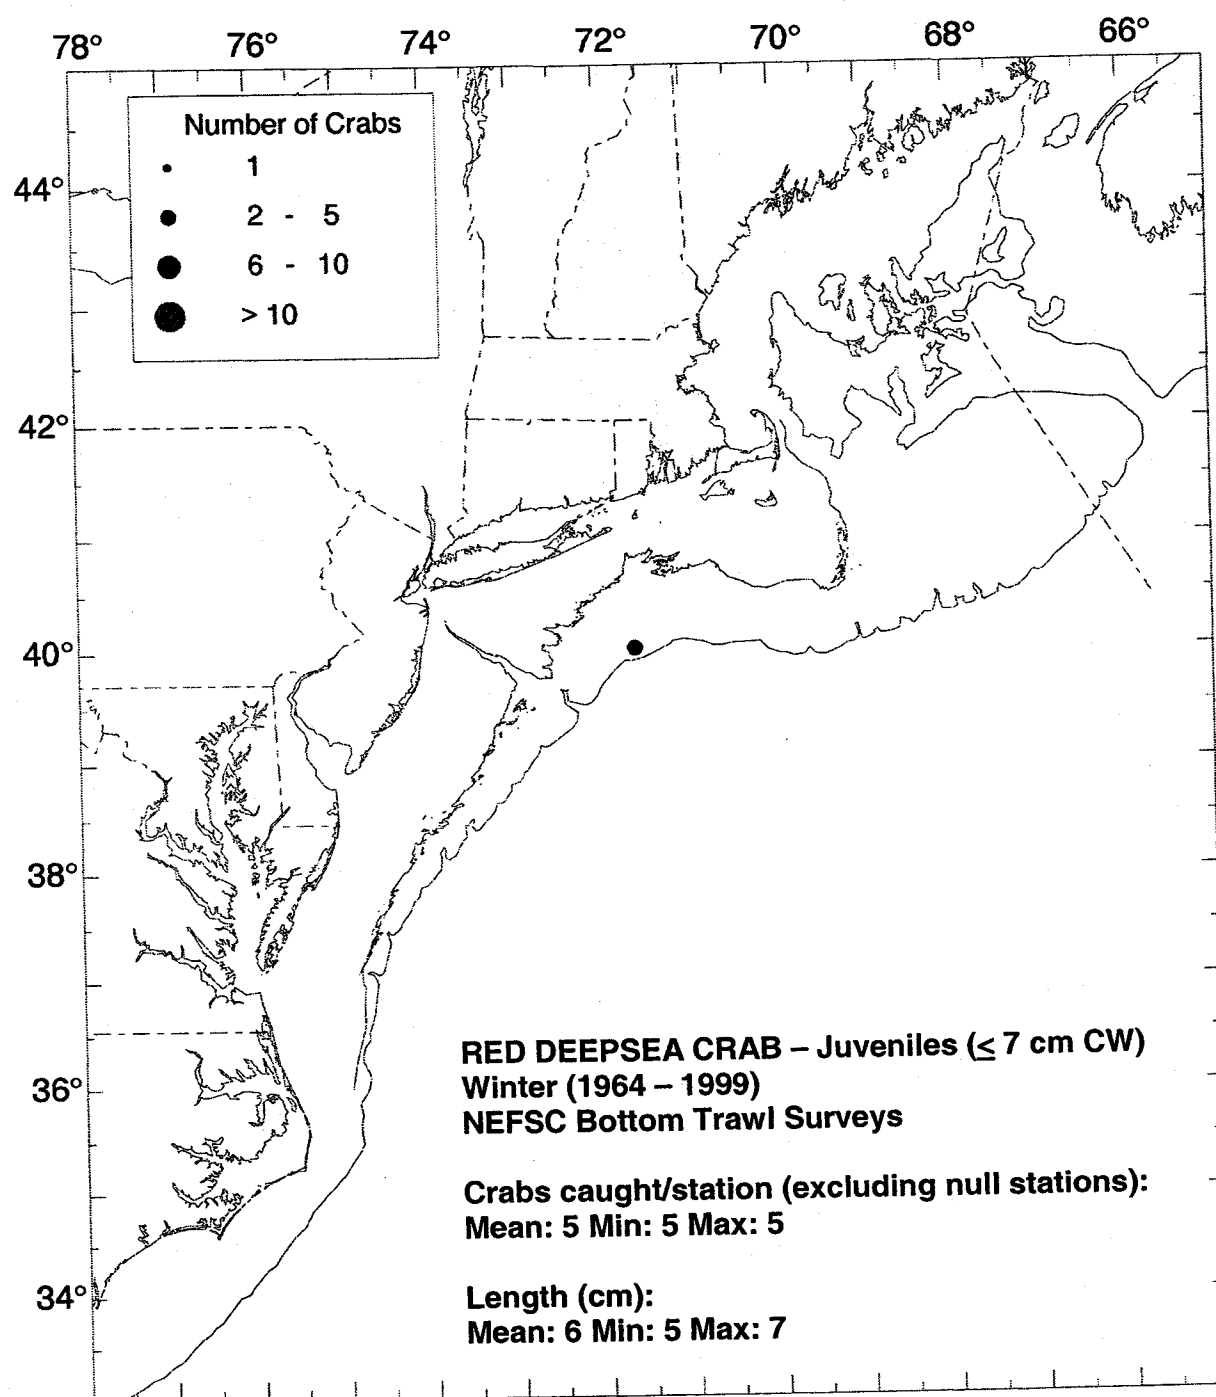 78° 76° 74° 72° 70° 68° 66°
Number of Crabs
1
2 - 5
6 - 10
> 10
44°
42°
40°
38°
36°
34°
RED DEEPSEA CRAB – Juveniles (≤ 7 cm CW)
Winter (1964 – 1999)
NEFSC Bottom Trawl Surveys
Crabs caught/station (excluding null stations):
Mean: 5 Min: 5 Max: 5
Length (cm):
Mean: 6 Min: 5 Max: 7